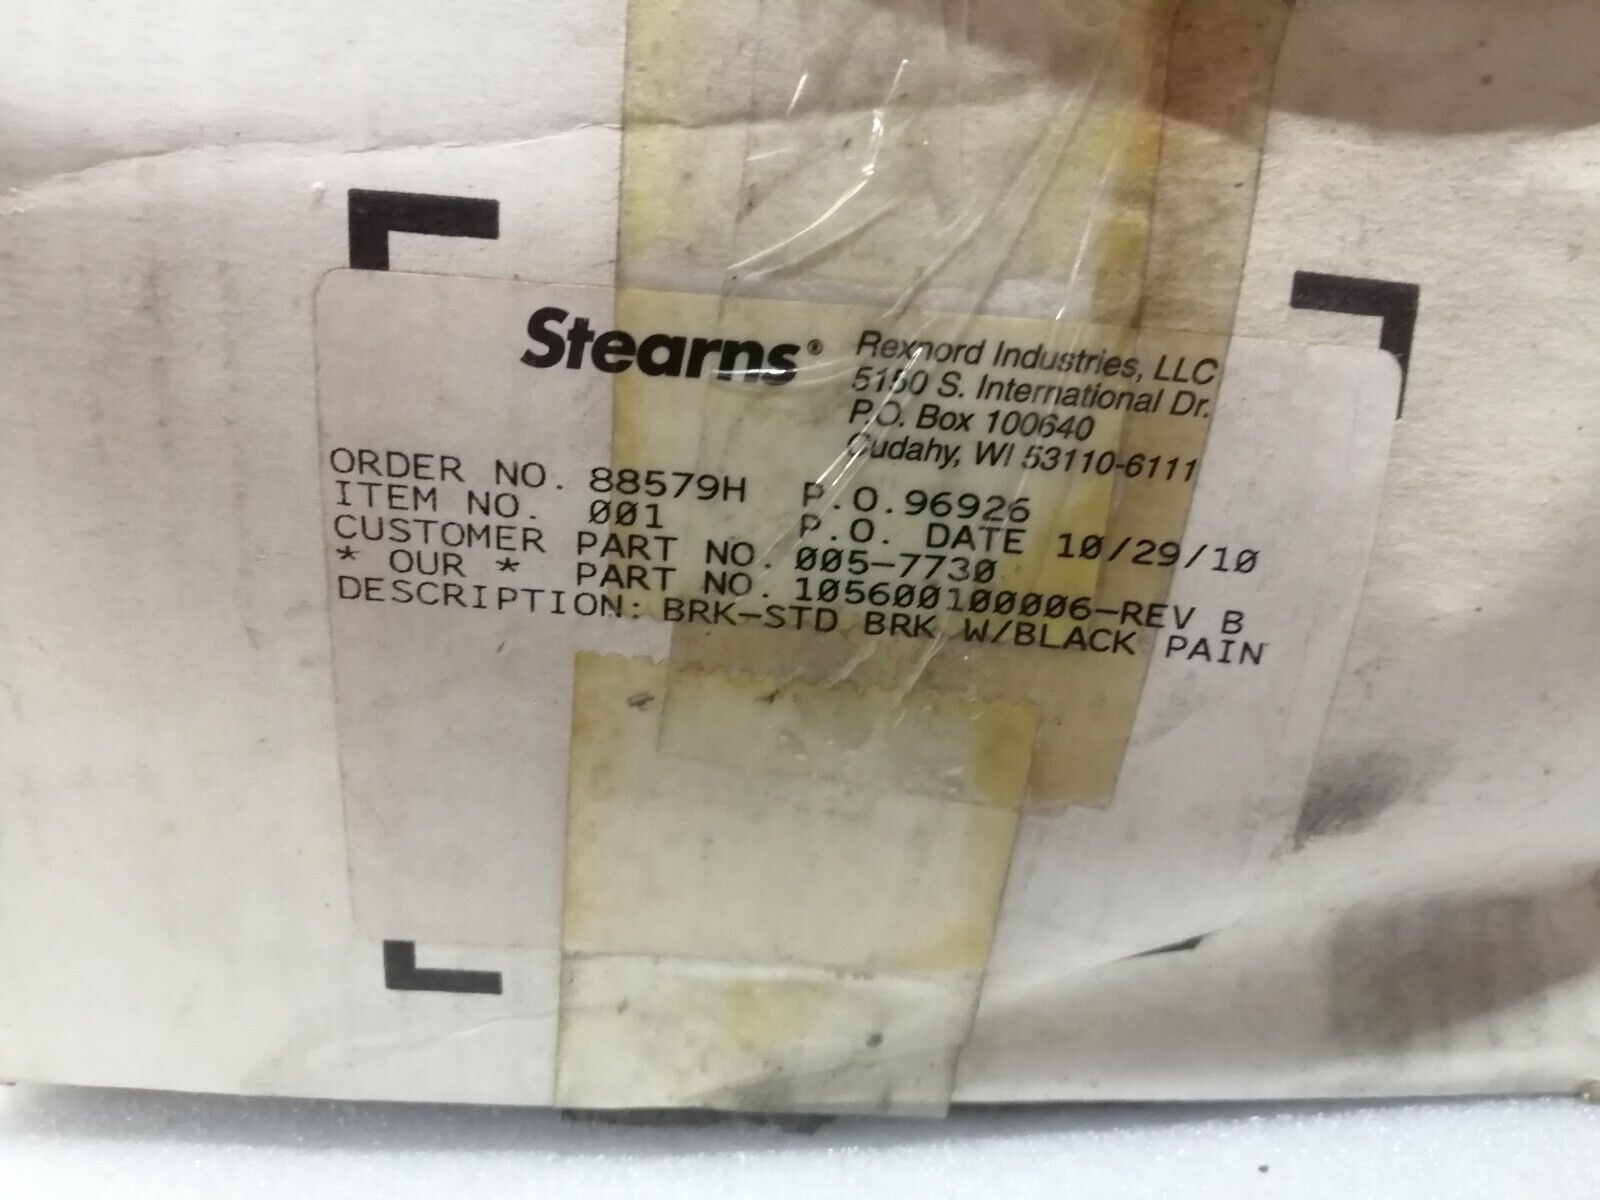 Stearns®
Rexnord Industries, LLC
5150 S. International Dr.
P.O. Box 100640
Cudahy, WI 53110-6111
ORDER NO. 88579H P.O.96926
ITEM NO. 001 P.O. DATE 10/29/10
CUSTOMER PART NO. 005-7730
* OUR * PART NO. 105600100006-REV B
DESCRIPTION: BRK-STD BRK W/BLACK PAIN